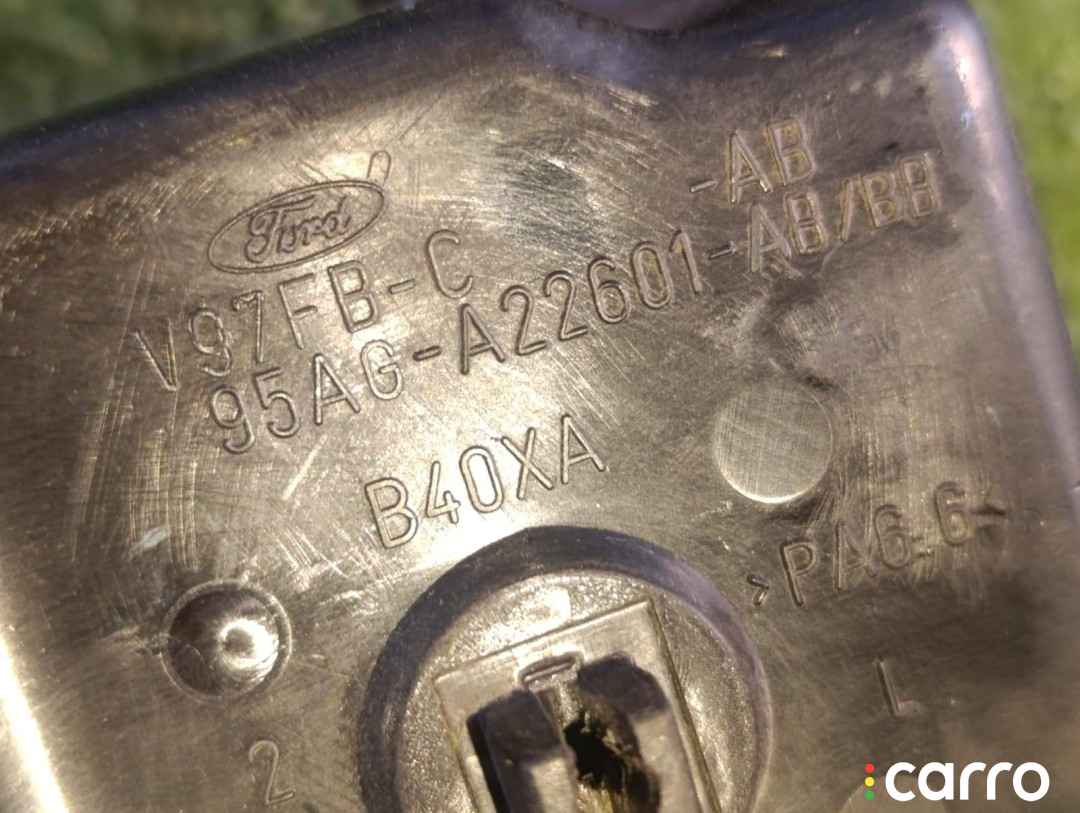 Ford
V97FB-C
-AB
95AG-A22601-AB/BB
B40XA
>PA6.6<
L
2
carro